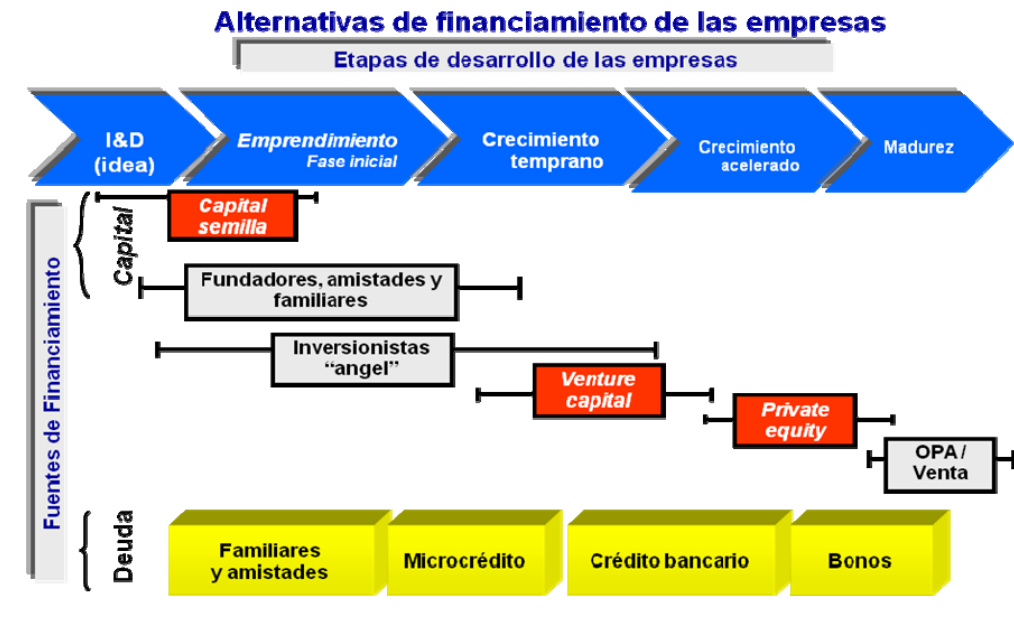 Alternativas de financiamiento de las empresas
Etapas de desarrollo de las empresas
I&D
(idea)
Emprendimiento
Fase inicial
Crecimiento
temprano
Crecimiento
acelerado
Madurez
Fuentes de Financiamiento
Capital
Capital
semilla
Fundadores, amistades y
familiares
Inversionistas
“angel”
Venture
capital
Private
equity
OPA /
Venta
Deuda
Familiares
y amistades
Microcrédito
Crédito bancario
Bonos